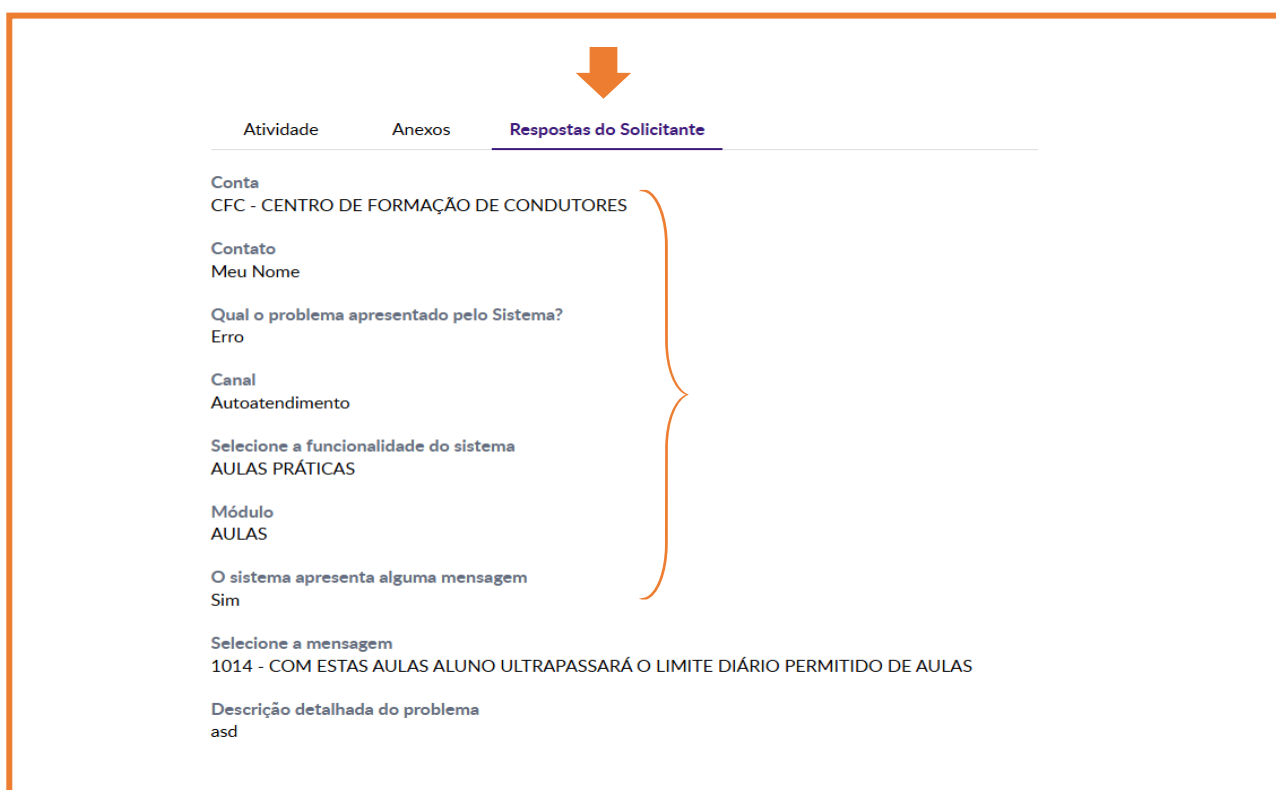 Atividade Anexos Respostas do Solicitante
Conta
CFC - CENTRO DE FORMAÇÃO DE CONDUTORES
Contato
Meu Nome
Qual o problema apresentado pelo Sistema?
Erro
Canal
Autoatendimento
Selecione a funcionalidade do sistema
AULAS PRÁTICAS
Módulo
AULAS
O sistema apresenta alguma mensagem
Sim
Selecione a mensagem
1014 - COM ESTAS AULAS ALUNO ULTRAPASSARÁ O LIMITE DIÁRIO PERMITIDO DE AULAS
Descrição detalhada do problema
asd